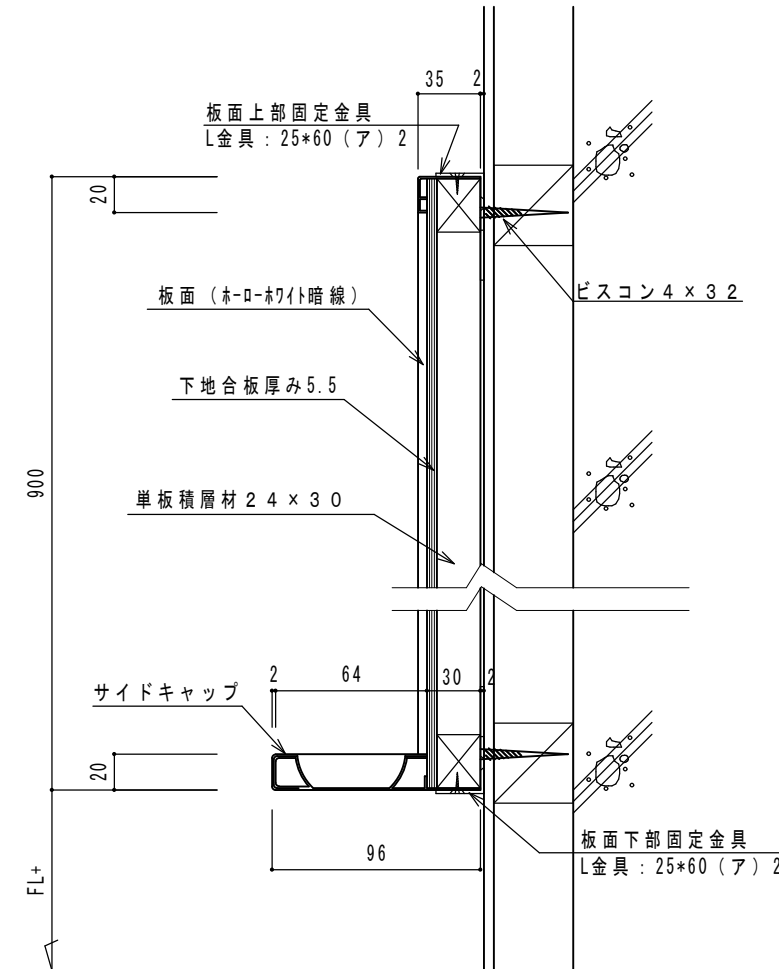 35 2
板面上部固定金具
L金具：25*60（ア）2
20
ビスコン4×32
板面（ホーローホワイト暗線）
下地合板厚み5.5
900
単板積層材24×30
2 64 30 2
サイドキャップ
20
96
板面下部固定金具
L金具：25*60（ア）2
FL+